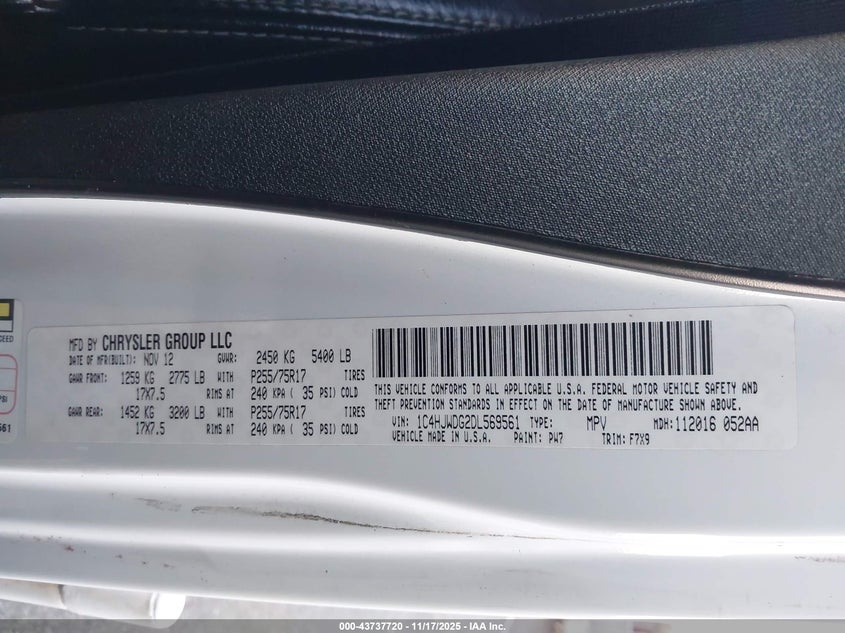 CEED
PSI
561
MFD BY CHRYSLER GROUP LLC
DATE OF MFR(BUILT): NOV 12 GVWR: 2450 KG 5400 LB
GAWR FRONT: 1259 KG 2775 LB WITH P255/75R17 TIRES
17X7.5 RIMS AT 240 KPA ( 35 PSI) COLD
GAWR REAR: 1452 KG 3200 LB WITH P255/75R17 TIRES
17X7.5 RIMS AT 240 KPA ( 35 PSI) COLD
THIS VEHICLE CONFORMS TO ALL APPLICABLE U.S.A. FEDERAL MOTOR VEHICLE SAFETY AND
THEFT PREVENTION STANDARDS IN EFFECT ON THE DATE OF MANUFACTURE SHOWN ABOVE.
VIN: 1C4HJWDG2DL569561 TYPE: MPV MDH: 112016 052AA
VEHICLE MADE IN U.S.A. PAINT: PW7 TRIM: F7X9
000-43737720 - 11/17/2025 - IAA Inc.